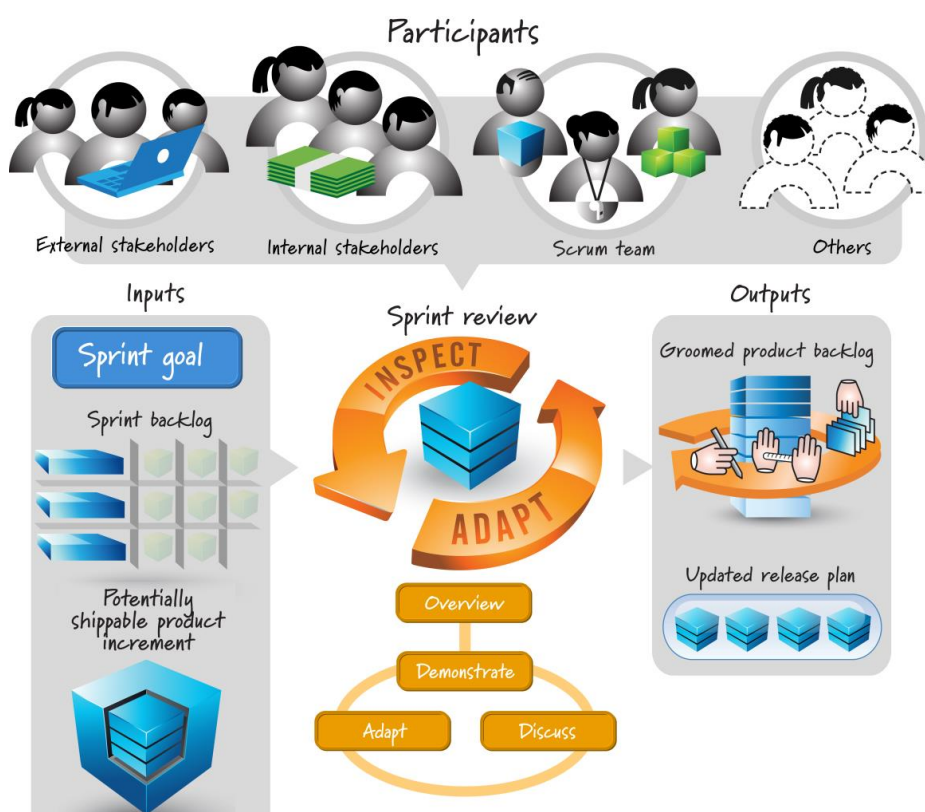 Participants
External stakeholders
Internal stakeholders
Scrum team
Others
Inputs
Sprint goal
Sprint backlog
Potentially
shippable product
increment
Sprint review
INSPECT
ADAPT
Overview
Demonstrate
Adapt
Discuss
Outputs
Groomed product backlog
Updated release plan